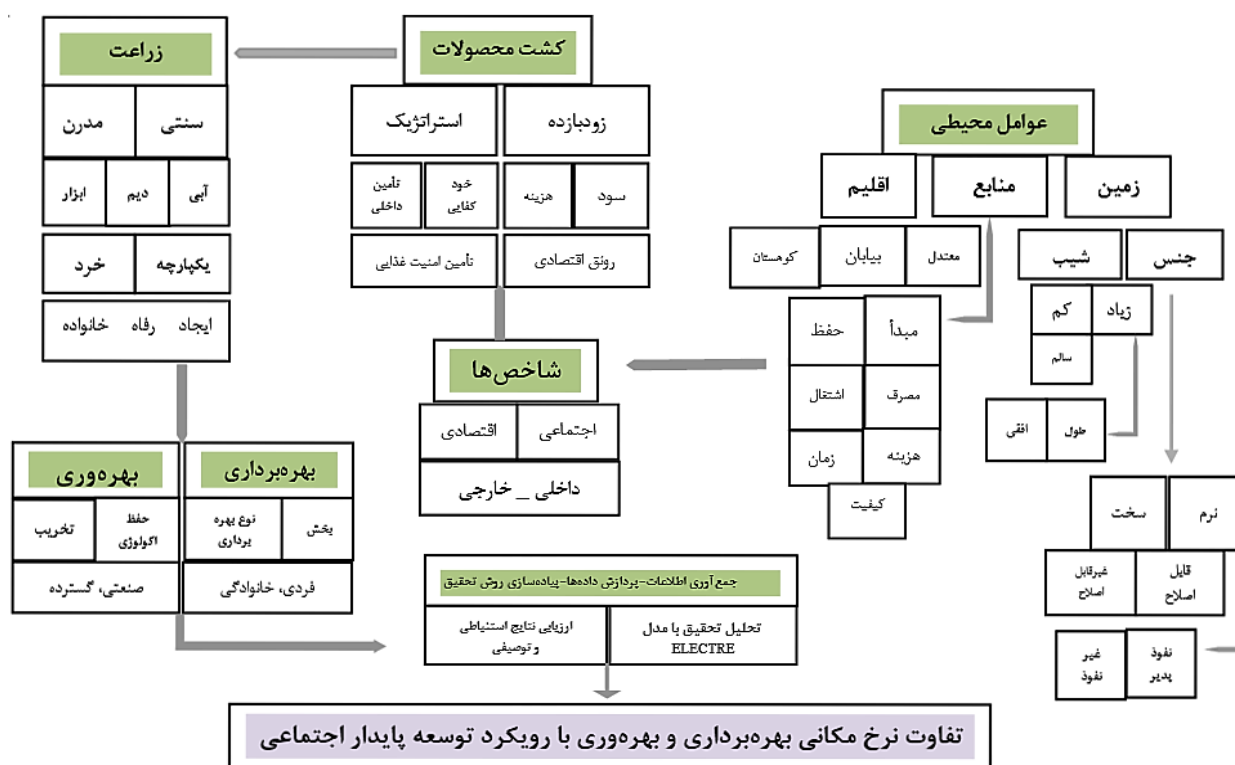 زراعت
سنتی
مدرن
آبی
دیم
ابزار
یکپارچه
خرد
ایجاد رفاه خانواده
کشت محصولات
زودبازده
استراتژیک
سود
هزینه
خود
کفایی
تأمین
داخلی
رونق اقتصادی
تأمین امنیت غذایی
عوامل محیطی
زمین
منابع
اقلیم
معتدل
بیابان
کوهستان
جنس
شیب
زیاد
کم
سالم
طول
افقی
مبدأ
حفظ
مصرف
اشتغال
هزینه
زمان
کیفیت
نرم
سخت
قابل
اصلاح
غیرقابل
اصلاح
نفوذ
پدیر
غیر
نفوذ
شاخص‌ها
اجتماعی
اقتصادی
داخلی _ خارجی
بهره‌برداری
بخش
نوع بهره
برداری
فردی، خانوادگی
بهره‌وری
حفظ
اکولوژی
تخریب
صنعتی، گسترده
جمع آوری اطلاعات-پردازش داده‌ها-پیاده‌سازی روش تحقیق
تحلیل تحقیق با مدل
ELECTRE
ارزیابی نتایج استنباطی
و توصیفی
تفاوت نرخ مکانی بهره‌برداری و بهره‌وری با رویکرد توسعه پایدار اجتماعی